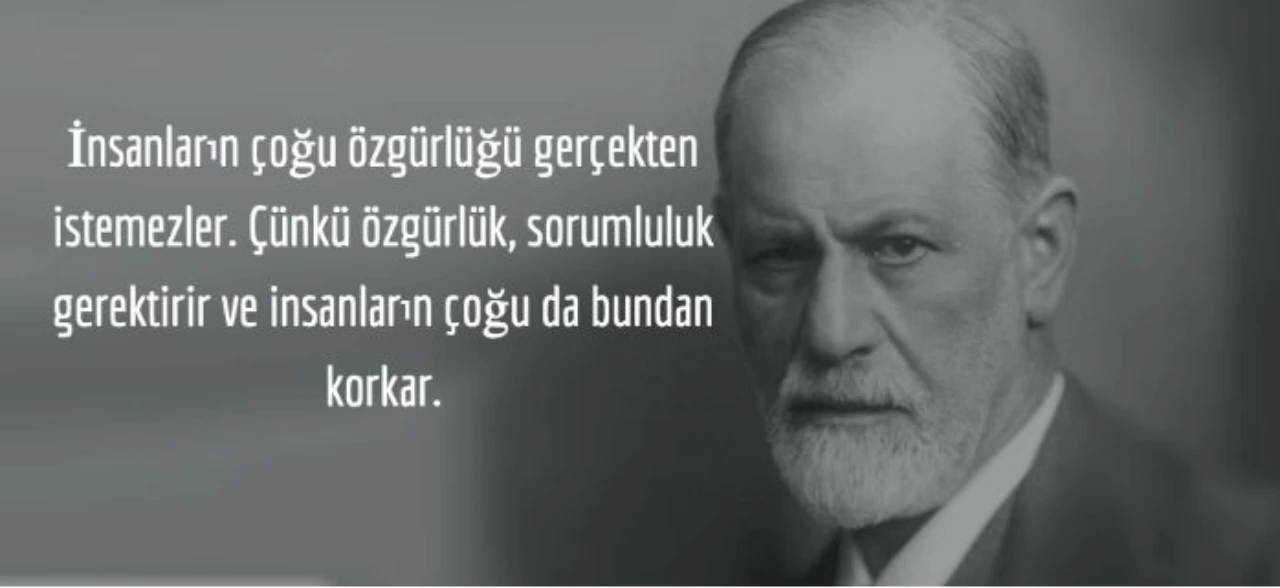 İnsanların çoğu özgürlüğü gerçekten
istemezler. Çünkü özgürlük, sorumluluk
gerektirir ve insanların çoğu da bundan
korkar.